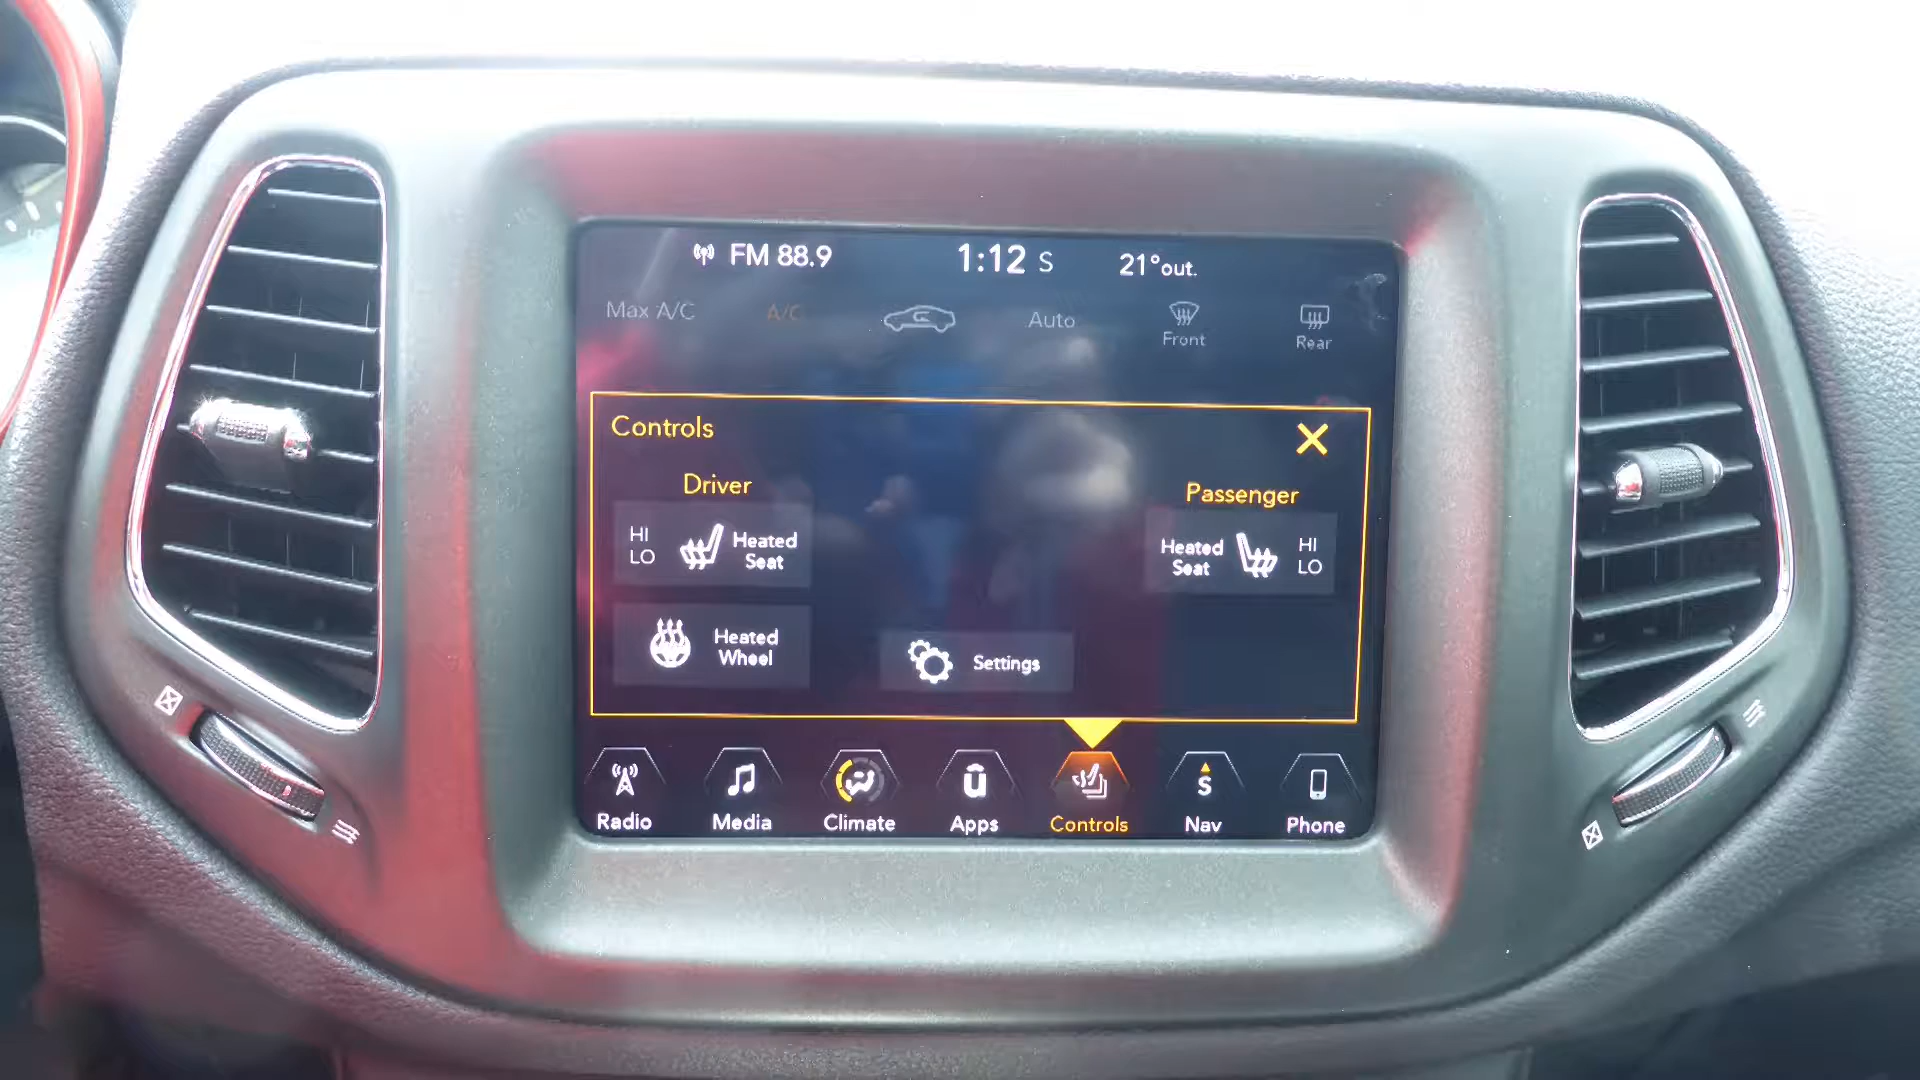 FM 88.9
1:12 S
21°out.
Max A/C
A/C
Auto
Front
Rear
Controls
Driver
Passenger
HI
LO
Heated
Seat
Heated
Seat
HI
LO
Heated
Wheel
Settings
Radio
Media
Climate
Apps
Controls
Nav
Phone